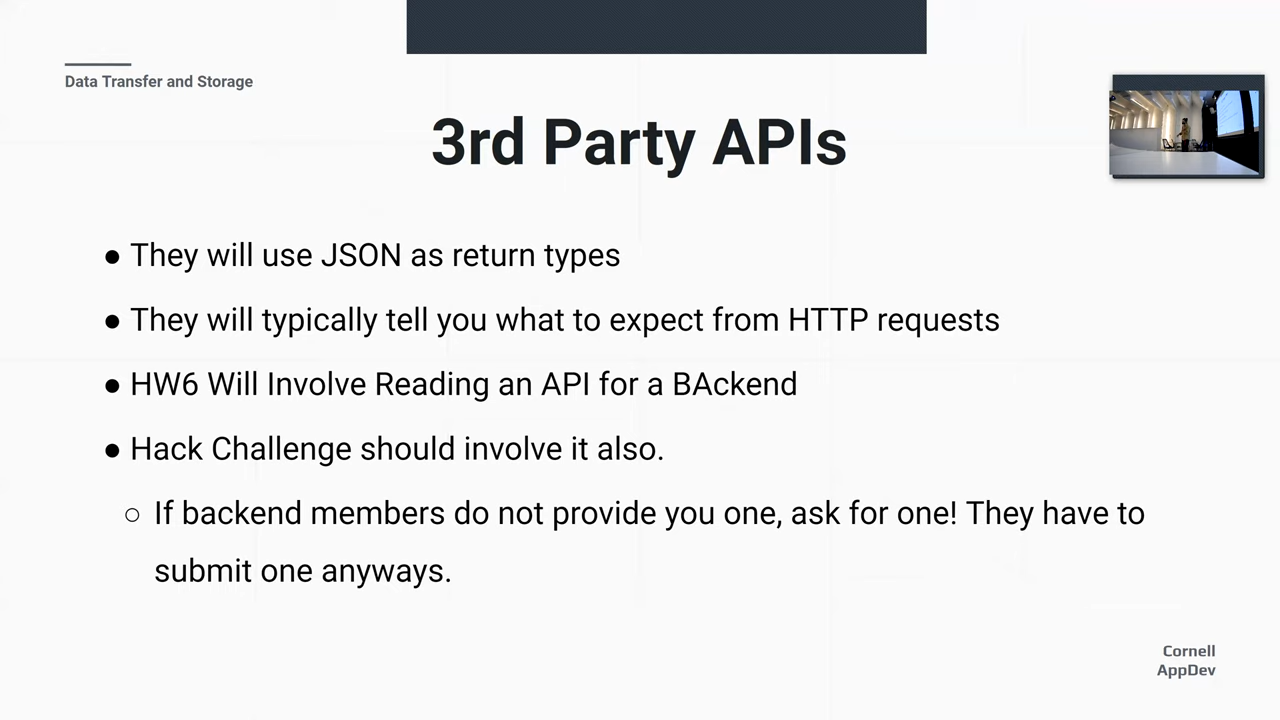 Data Transfer and Storage
3rd Party APIs
● They will use JSON as return types
● They will typically tell you what to expect from HTTP requests
● HW6 Will Involve Reading an API for a BAckend
● Hack Challenge should involve it also.
○ If backend members do not provide you one, ask for one! They have to
submit one anyways.
Cornell
AppDev